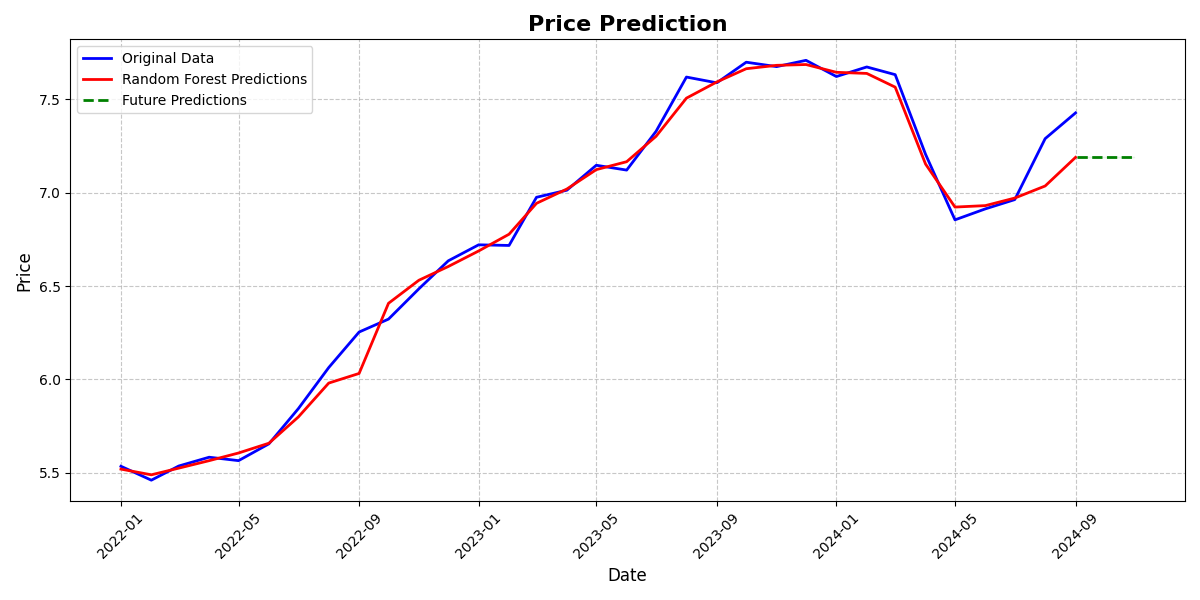 Price Prediction
Original Data
Random Forest Predictions
Future Predictions
Price
7.5
7.0
6.5
6.0
5.5
2022-01
2022-05
2022-09
2023-01
2023-05
2023-09
2024-01
2024-05
2024-09
Date